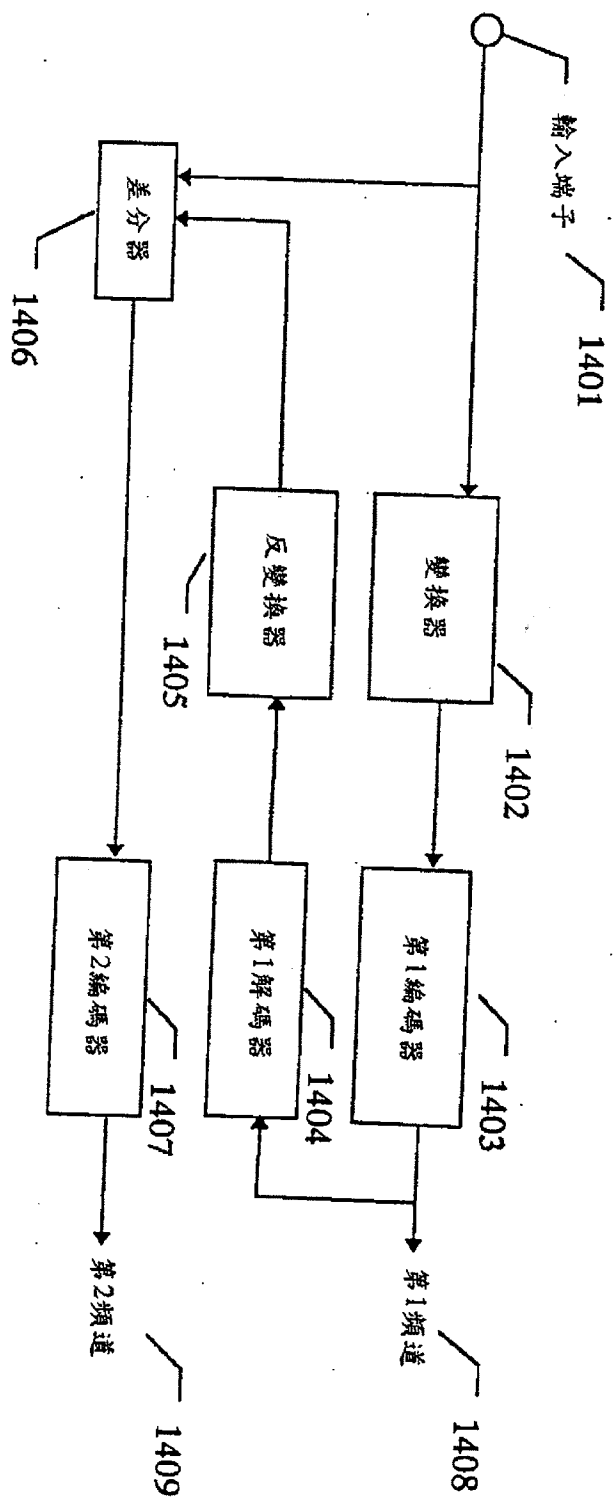 輸入端子
1401
變換器
1402
第1編碼器
1403
第1頻道
1408
反變換器
1405
第1解碼器
1404
差分器
1406
第2編碼器
1407
第2頻道
1409